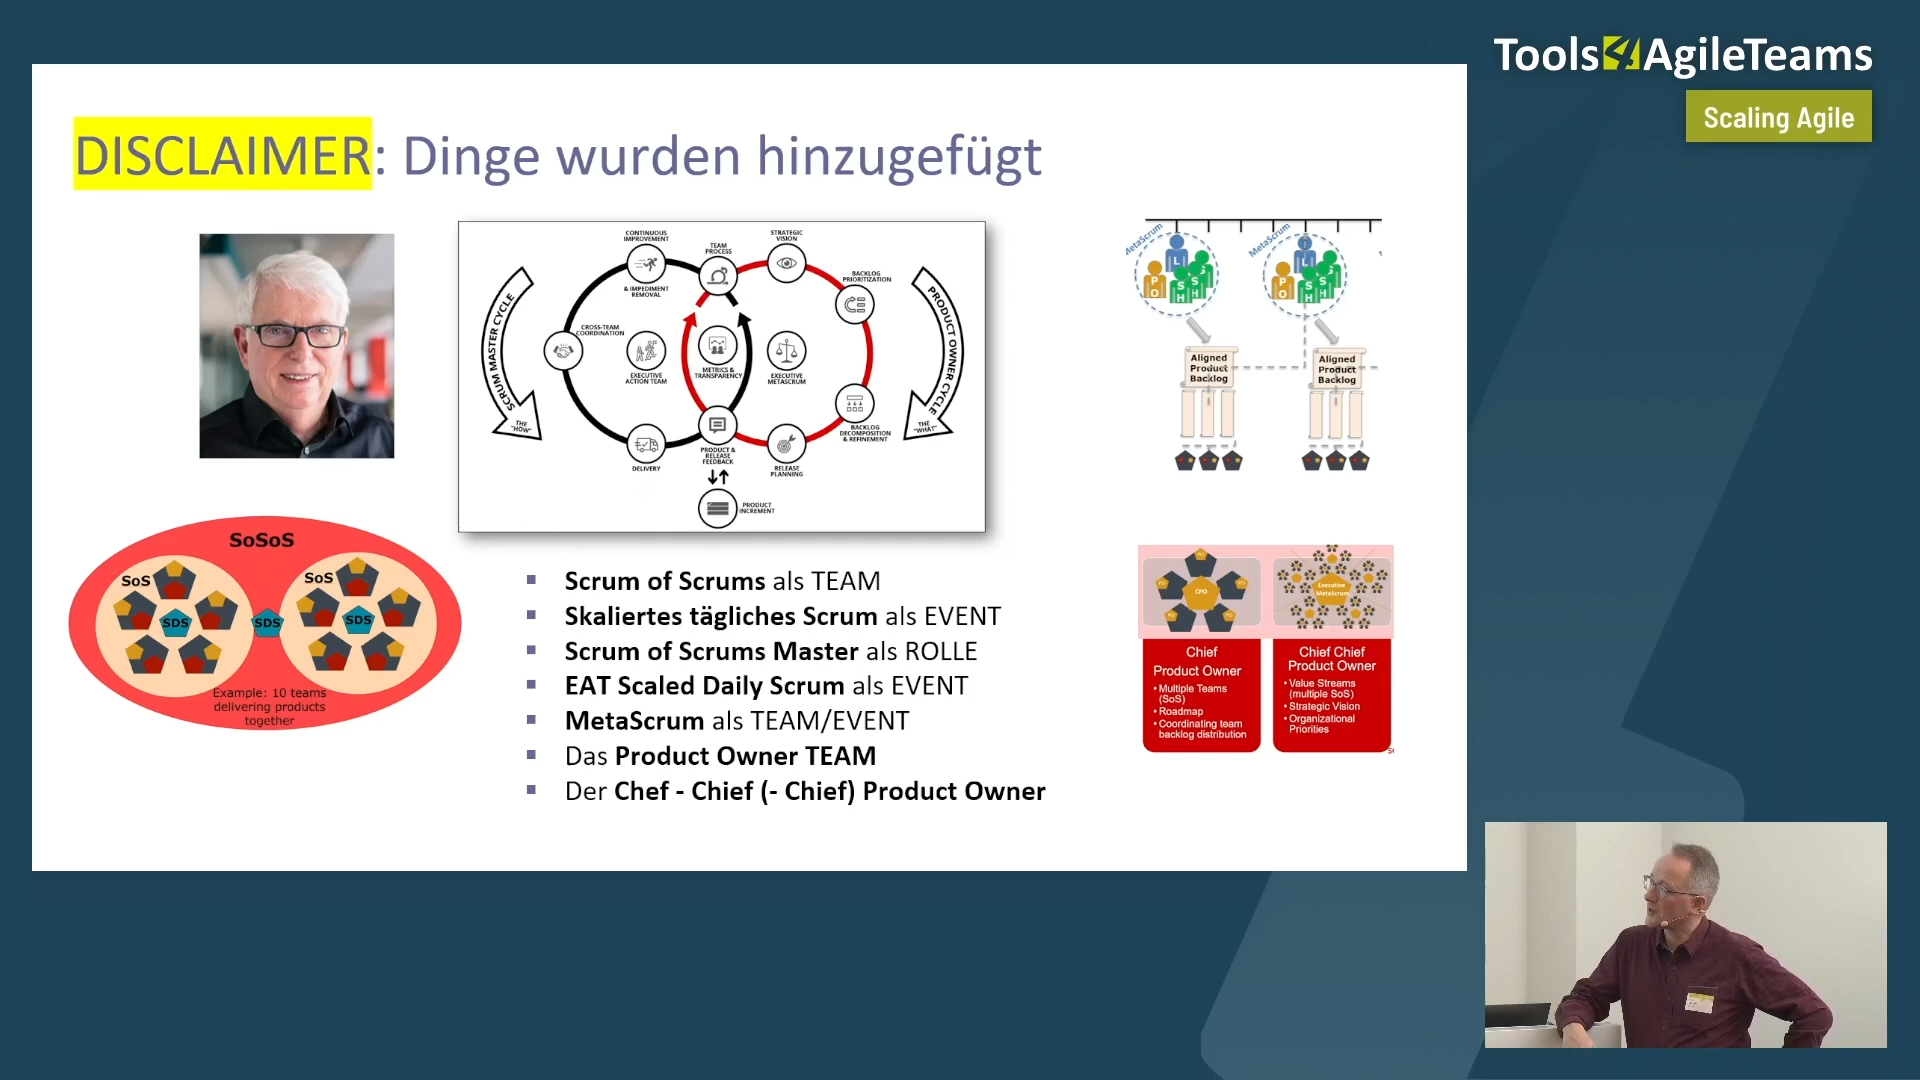 Tools4AgileTeams
Scaling Agile
DISCLAIMER: Dinge wurden hinzugefügt
CONTINUOUS
IMPROVEMENT
& IMPEDIMENT
REMOVAL
TEAM
PROCESS
STRATEGIC
VISION
BACKLOG
PRIORITIZATION
SCRUM MASTER CYCLE
THE
"HOW"
CROSS-TEAM
COORDINATION
EXECUTIVE
ACTION TEAM
METRICS &
TRANSPARENCY
EXECUTIVE
METASCRUM
PRODUCT OWNER CYCLE
THE
"WHAT"
BACKLOG
DECOMPOSITION
& REFINEMENT
DELIVERY
PRODUCT &
RELEASE
FEEDBACK
RELEASE
PLANNING
PRODUCT
INCREMENT
MetaScrum
L
P
O
S
H
S
MetaScrum
L
P
O
S
H
S
Aligned
Product
Backlog
Aligned
Product
Backlog
SoSoS
SoS
SoS
SDS
SDS
SDS
Example: 10 teams
delivering products
together
Scrum of Scrums als TEAM
Skaliertes tägliches Scrum als EVENT
Scrum of Scrums Master als ROLLE
EAT Scaled Daily Scrum als EVENT
MetaScrum als TEAM/EVENT
Das Product Owner TEAM
Der Chef - Chief (- Chief) Product Owner
CPO
Executive
MetaScrum
Chief
Product Owner
• Multiple Teams
(SoS)
• Roadmap
• Coordinating team
backlog distribution
Chief Chief
Product Owner
• Value Streams
(multiple SoS)
• Strategic Vision
• Organizational
Priorities